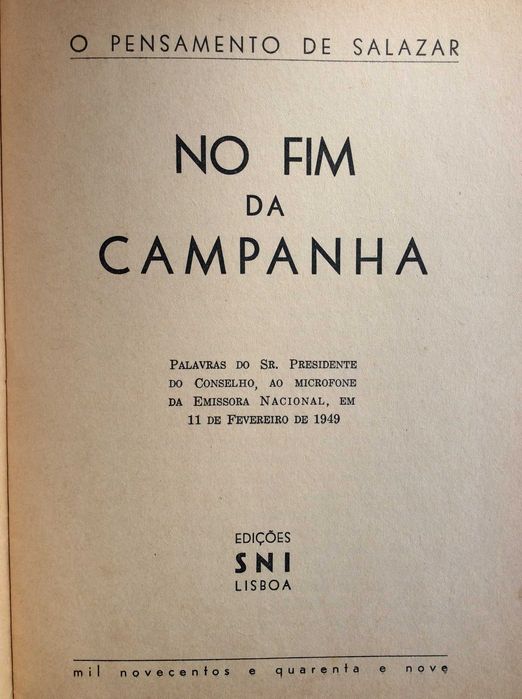 O PENSAMENTO DE SALAZAR
NO FIM
DA
CAMPANHA
PALAVRAS DO SR. PRESIDENTE
DO CONSELHO, AO MICROFONE
DA EMISSORA NACIONAL, EM
11 DE FEVEREIRO DE 1949
EDIÇÕES
SNI
LISBOA
mil novecentos e quarenta e nove